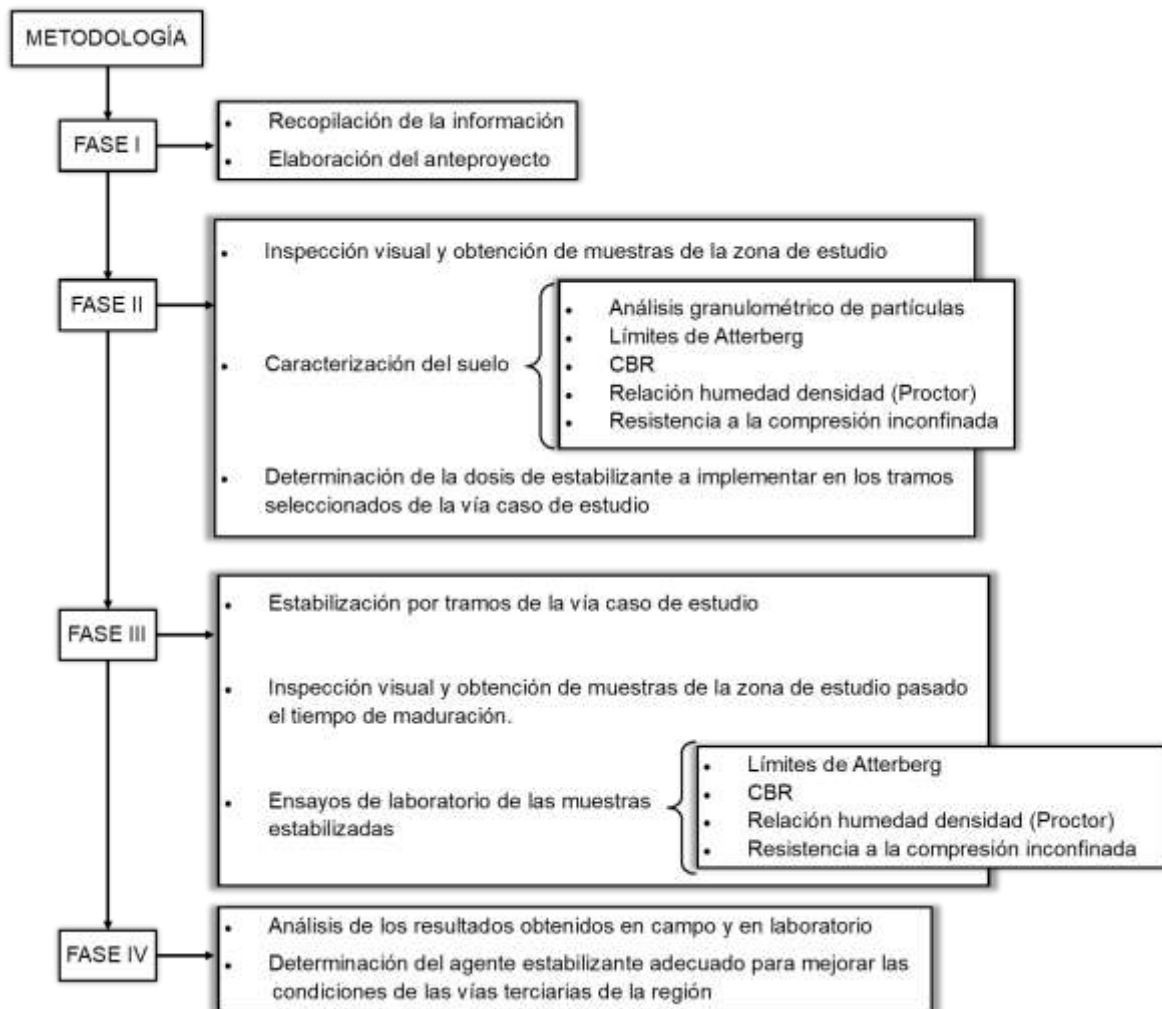 METODOLOGÍA
FASE I
• Recopilación de la información
• Elaboración del anteproyecto
FASE II
• Inspección visual y obtención de muestras de la zona de estudio
• Caracterización del suelo
• Análisis granulométrico de partículas
• Límites de Atterberg
• CBR
• Relación humedad densidad (Proctor)
• Resistencia a la compresión inconfinada
• Determinación de la dosis de estabilizante a implementar en los tramos
seleccionados de la vía caso de estudio
FASE III
• Estabilización por tramos de la vía caso de estudio
• Inspección visual y obtención de muestras de la zona de estudio pasado
el tiempo de maduración.
• Ensayos de laboratorio de las muestras
estabilizadas
• Límites de Atterberg
• CBR
• Relación humedad densidad (Proctor)
• Resistencia a la compresión inconfinada
FASE IV
• Análisis de los resultados obtenidos en campo y en laboratorio
• Determinación del agente estabilizante adecuado para mejorar las
condiciones de las vías terciarias de la región